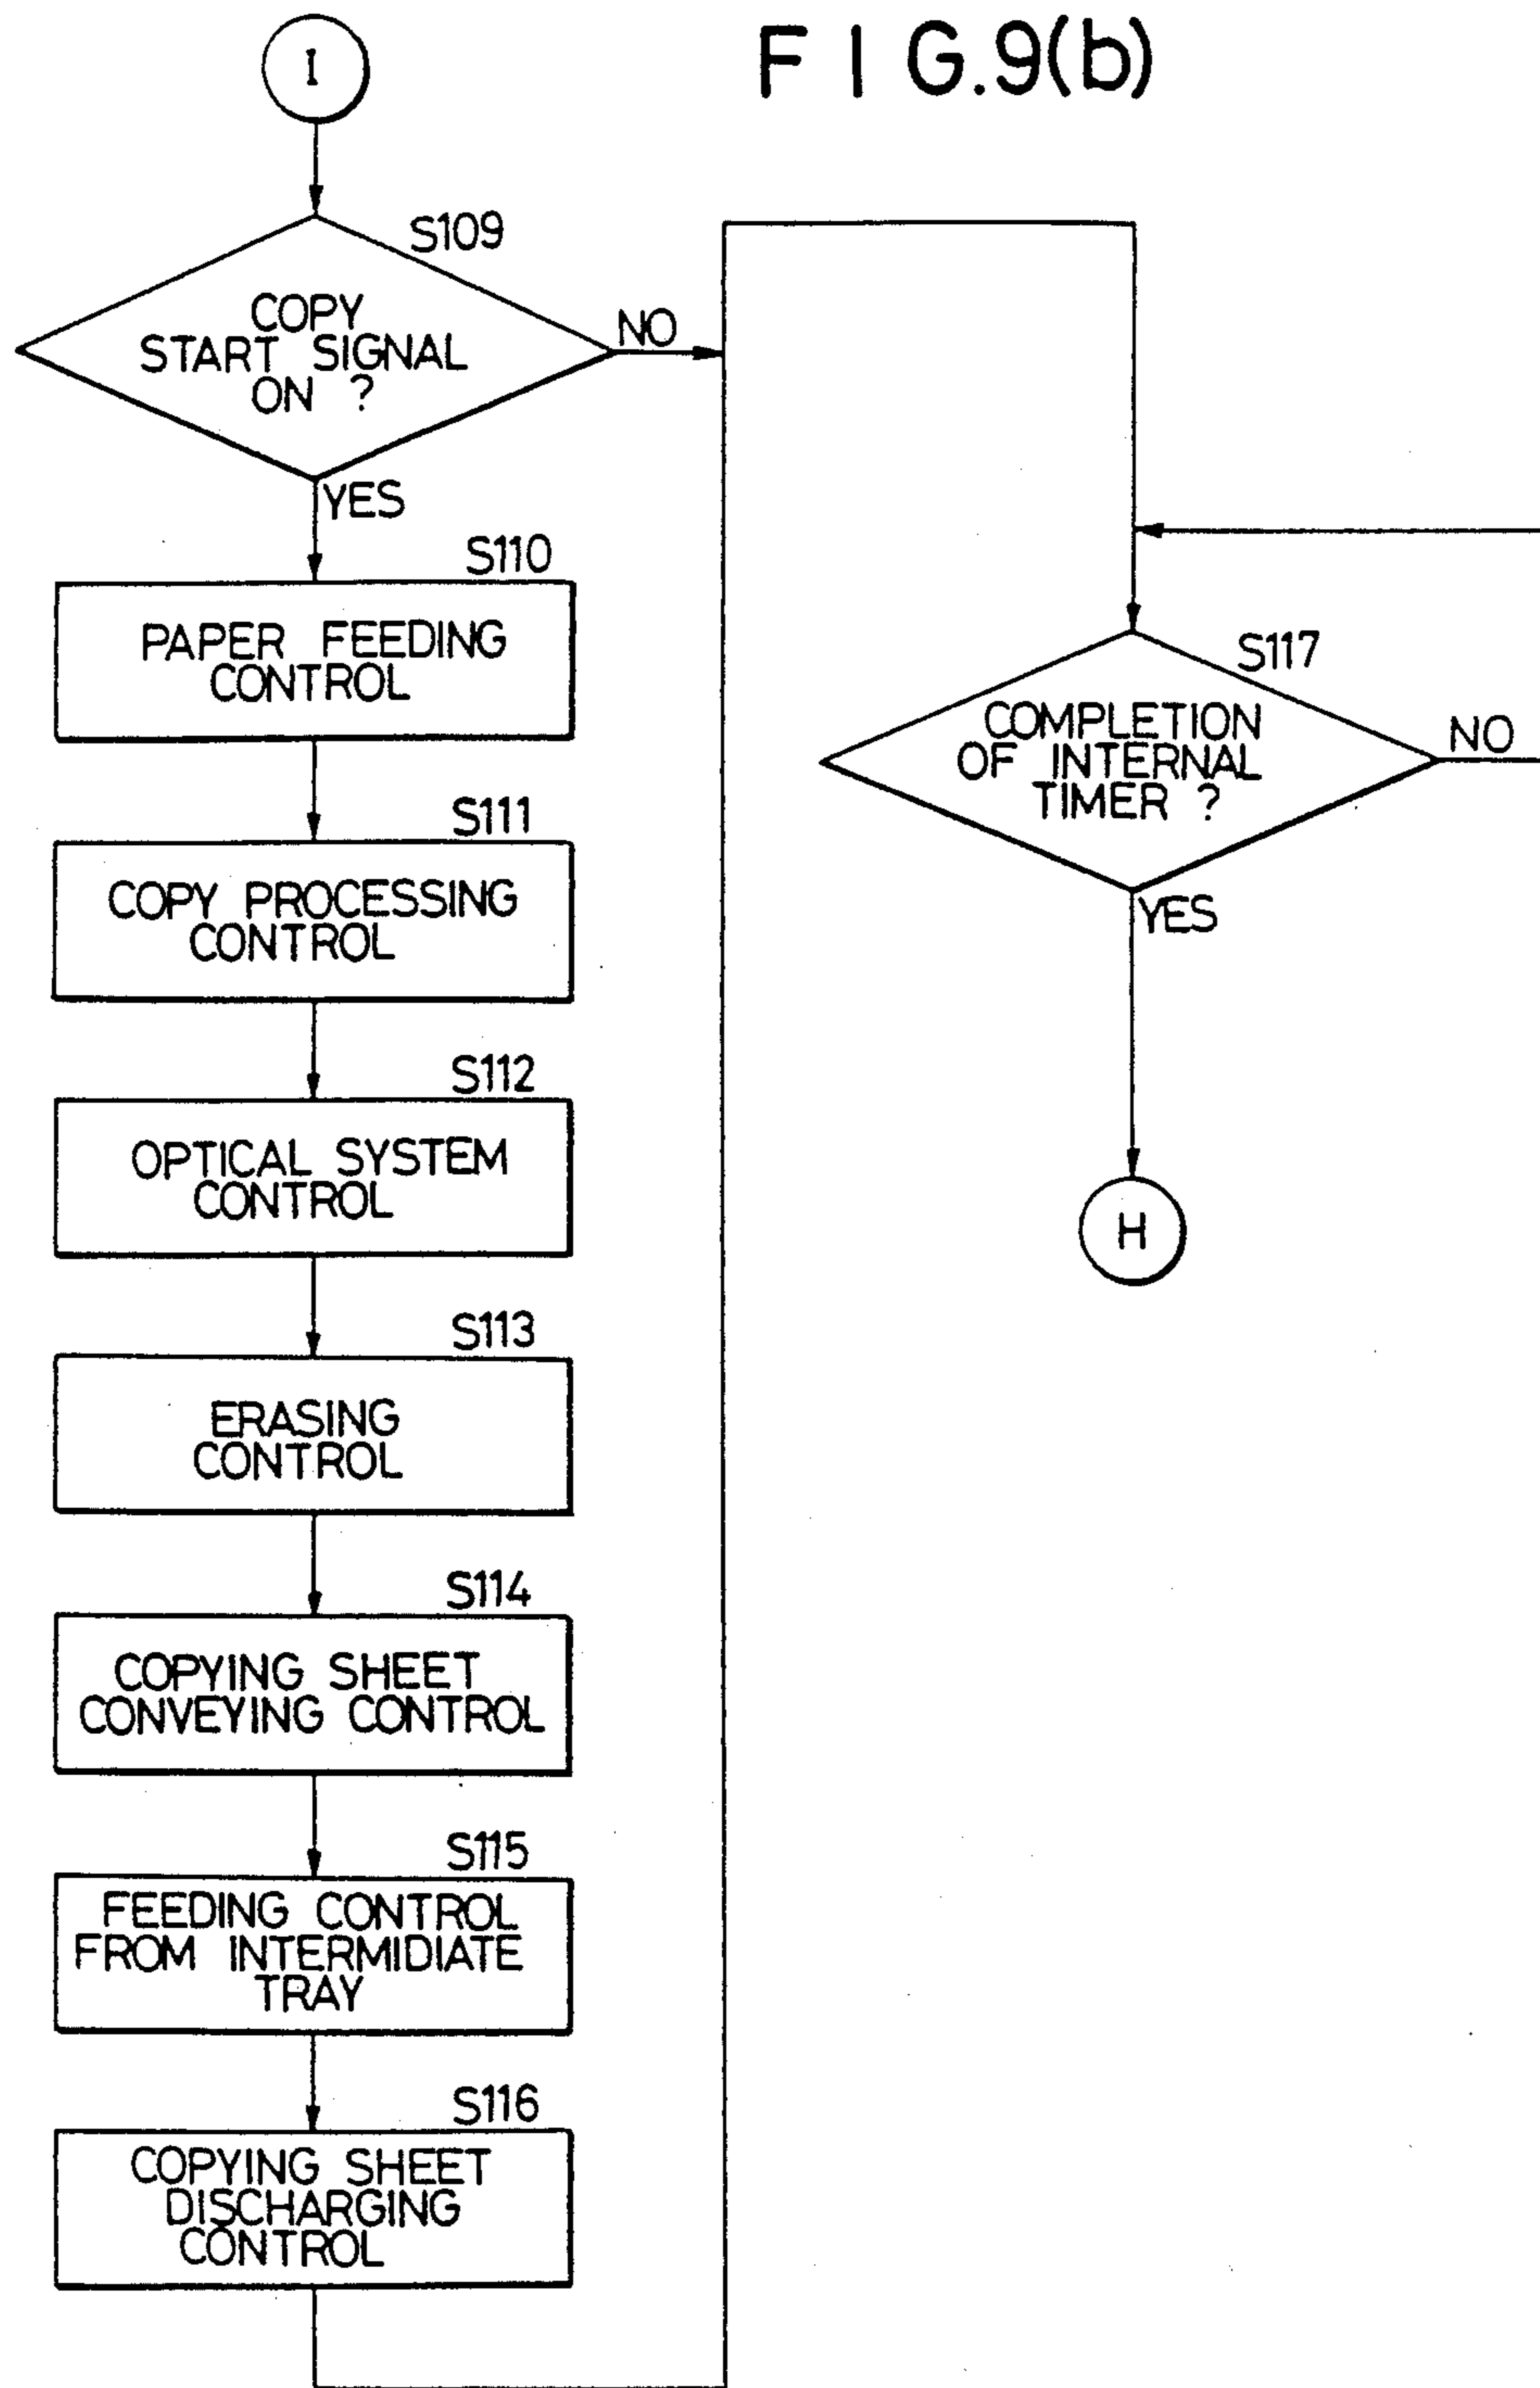 F I G.9(b)
I
S109
COPY
START SIGNAL
ON ?
NO
YES
S110
PAPER FEEDING
CONTROL
S111
COPY PROCESSING
CONTROL
S112
OPTICAL SYSTEM
CONTROL
S113
ERASING
CONTROL
S114
COPYING SHEET
CONVEYING CONTROL
S115
FEEDING CONTROL
FROM INTERMIDIATE
TRAY
S116
COPYING SHEET
DISCHARGING
CONTROL
S117
COMPLETION
OF INTERNAL
TIMER ?
NO
YES
H